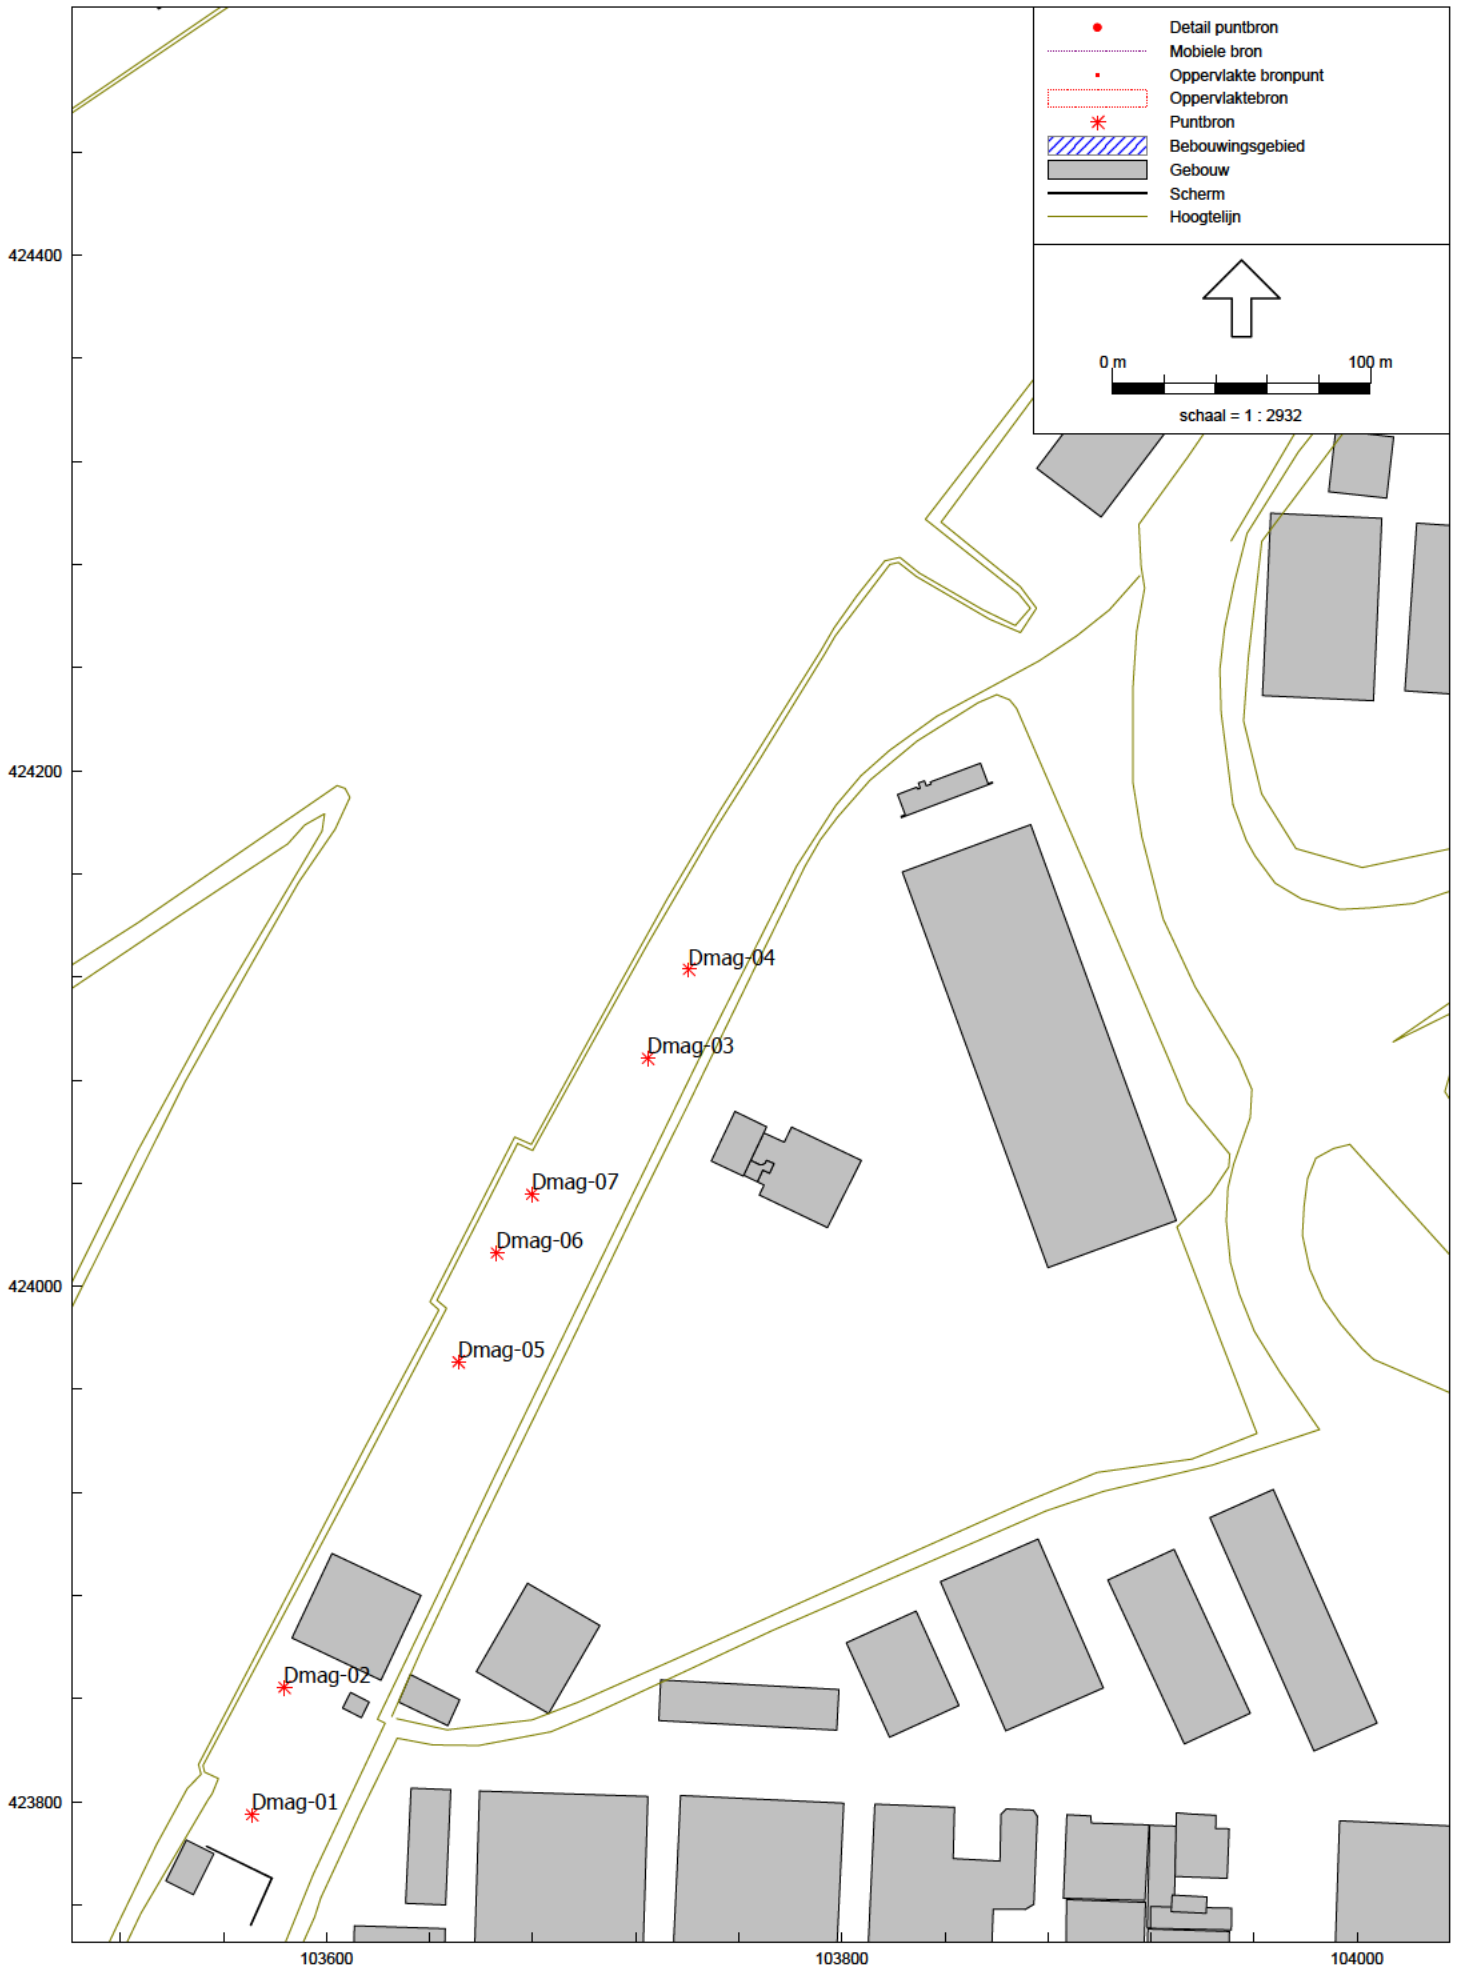 Detail puntbron
Mobiele bron
Oppervlakte bronpunt
Oppervlaktebron
Puntbron
Bebouwingsgebied
Gebouw
Scherm
Hoogtelijn
424400
0 m 100 m
schaal = 1 : 2932
424200
Dmag-04
Dmag-03
Dmag-07
Dmag-06
424000
Dmag-05
Dmag-02
423800
Dmag-01
103600 103800 104000